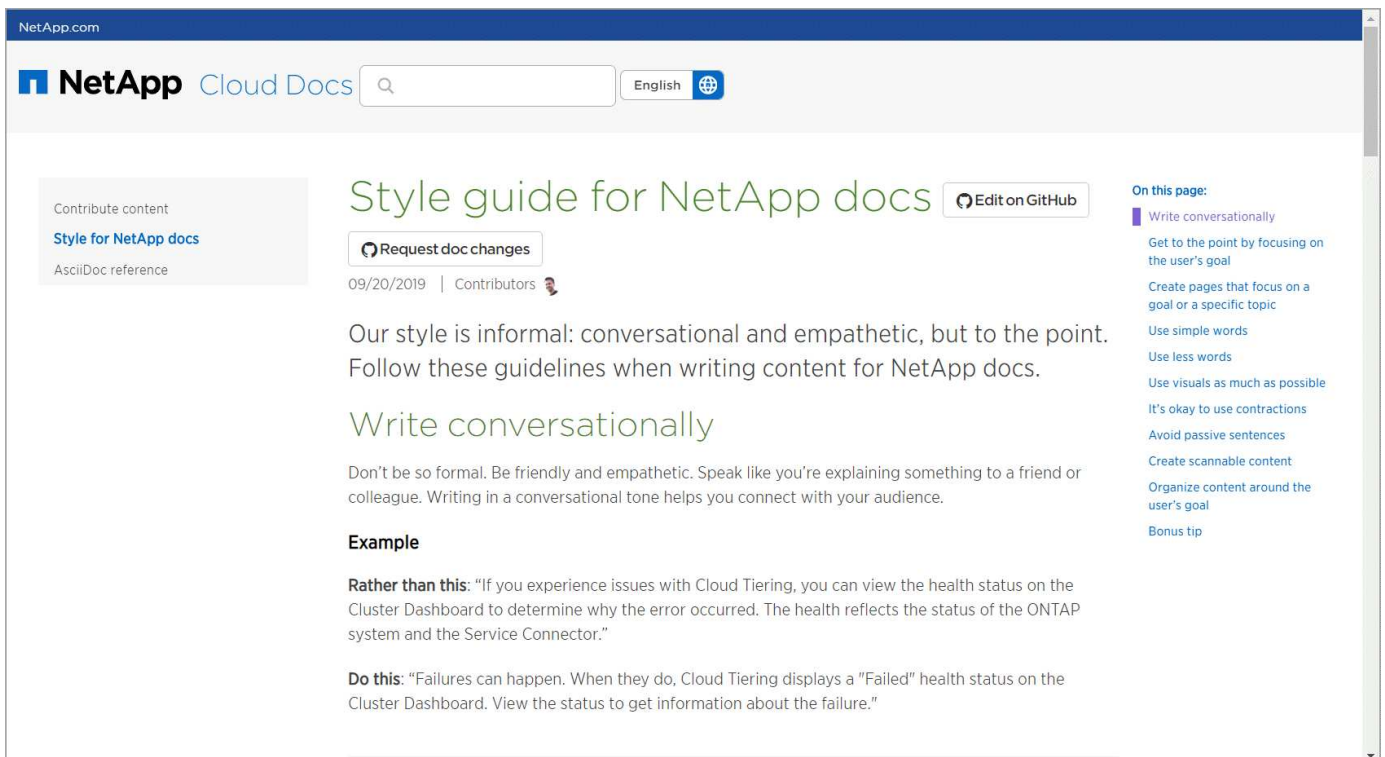 NetApp.com
NetApp Cloud Docs
English
Contribute content
Style for NetApp docs
AsciiDoc reference
Style guide for NetApp docs
Edit on GitHub
Request doc changes
09/20/2019 | Contributors
Our style is informal: conversational and empathetic, but to the point.
Follow these guidelines when writing content for NetApp docs.
Write conversationally
Don’t be so formal. Be friendly and empathetic. Speak like you’re explaining something to a friend or
colleague. Writing in a conversational tone helps you connect with your audience.
Example
Rather than this: “If you experience issues with Cloud Tiering, you can view the health status on the
Cluster Dashboard to determine why the error occurred. The health reflects the status of the ONTAP
system and the Service Connector.”
Do this: “Failures can happen. When they do, Cloud Tiering displays a "Failed" health status on the
Cluster Dashboard. View the status to get information about the failure."
On this page:
Write conversationally
Get to the point by focusing on
the user's goal
Create pages that focus on a
goal or a specific topic
Use simple words
Use less words
Use visuals as much as possible
It's okay to use contractions
Avoid passive sentences
Create scannable content
Organize content around the
user's goal
Bonus tip